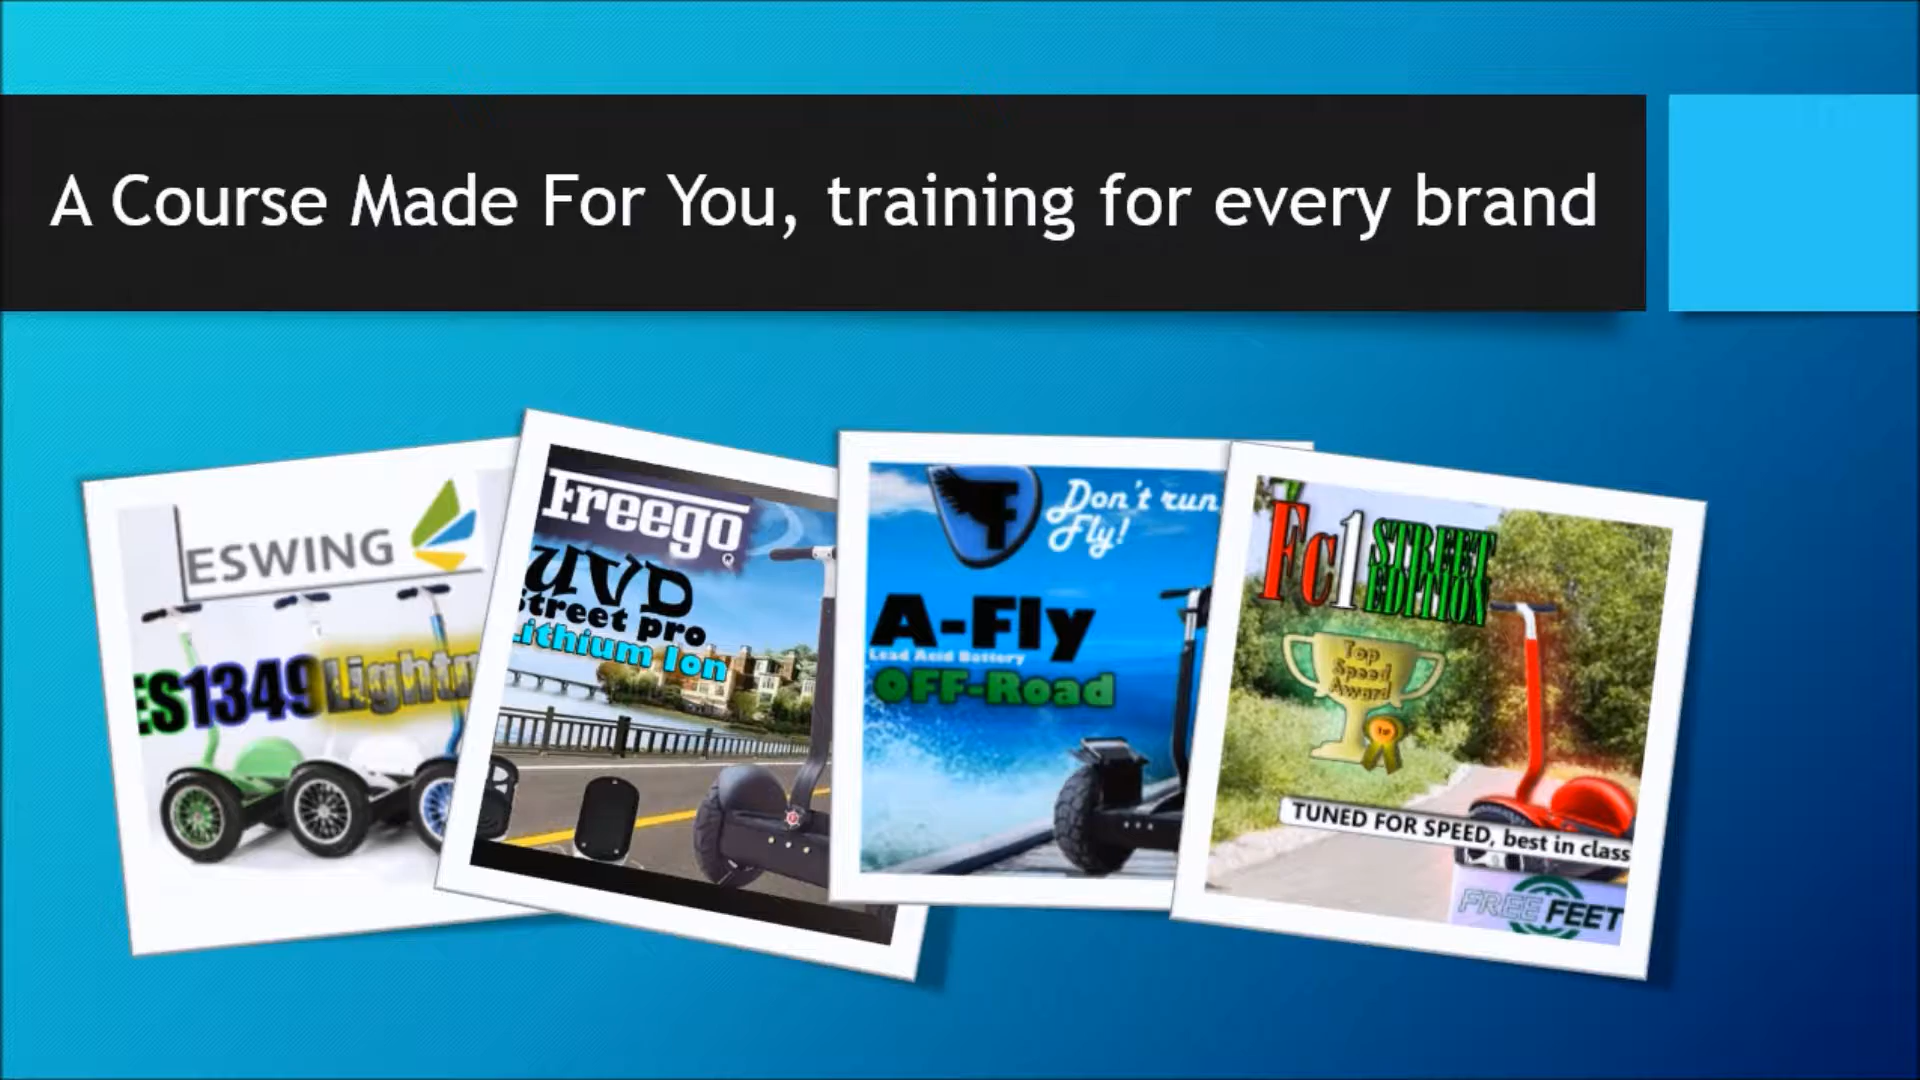 A Course Made For You, training for every brand
ESWING
ES1349
Freego
UVD
Street pro
Lithium Ion
F
Don't run,
Fly!
A-Fly
Lead Acid Battery
OFF-Road
Fc1 STREET
EDITION
Top
Speed
Award
TUNED FOR SPEED, best in class
FREE FEET